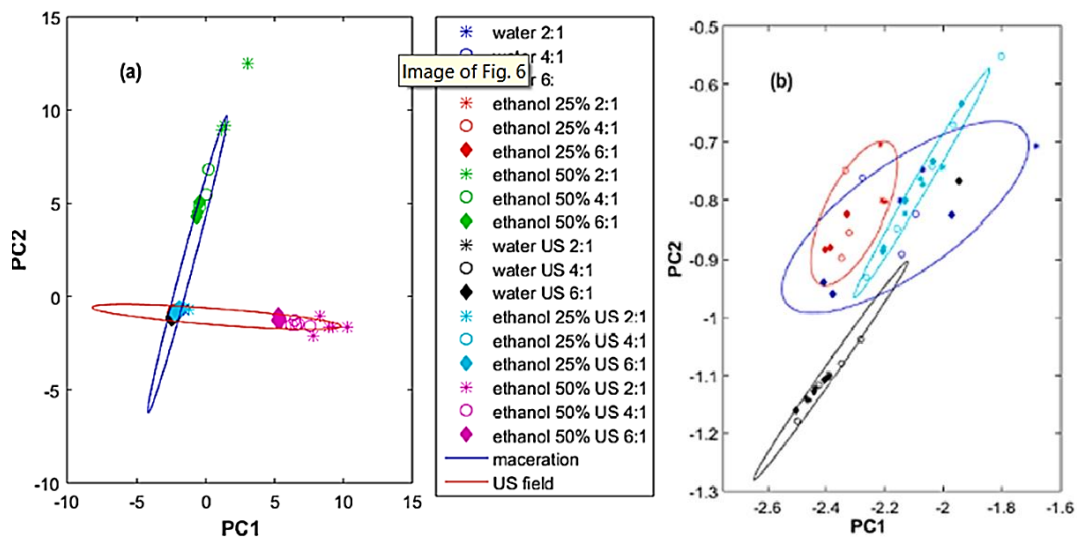 15
10
5
0
-5
-10
-10
-5
0
5
10
15
PC2
PC1
(a)
water 2:1
4:1
Image of Fig. 6
6:
ethanol 25% 2:1
ethanol 25% 4:1
ethanol 25% 6:1
ethanol 50% 2:1
ethanol 50% 4:1
ethanol 50% 6:1
water US 2:1
water US 4:1
water US 6:1
ethanol 25% US 2:1
ethanol 25% US 4:1
ethanol 25% US 6:1
ethanol 50% US 2:1
ethanol 50% US 4:1
ethanol 50% US 6:1
maceration
US field
-0.5
-0.6
-0.7
-0.8
-0.9
-1
-1.1
-1.2
-1.3
-2.6
-2.4
-2.2
-2
-1.8
-1.6
PC2
PC1
(b)